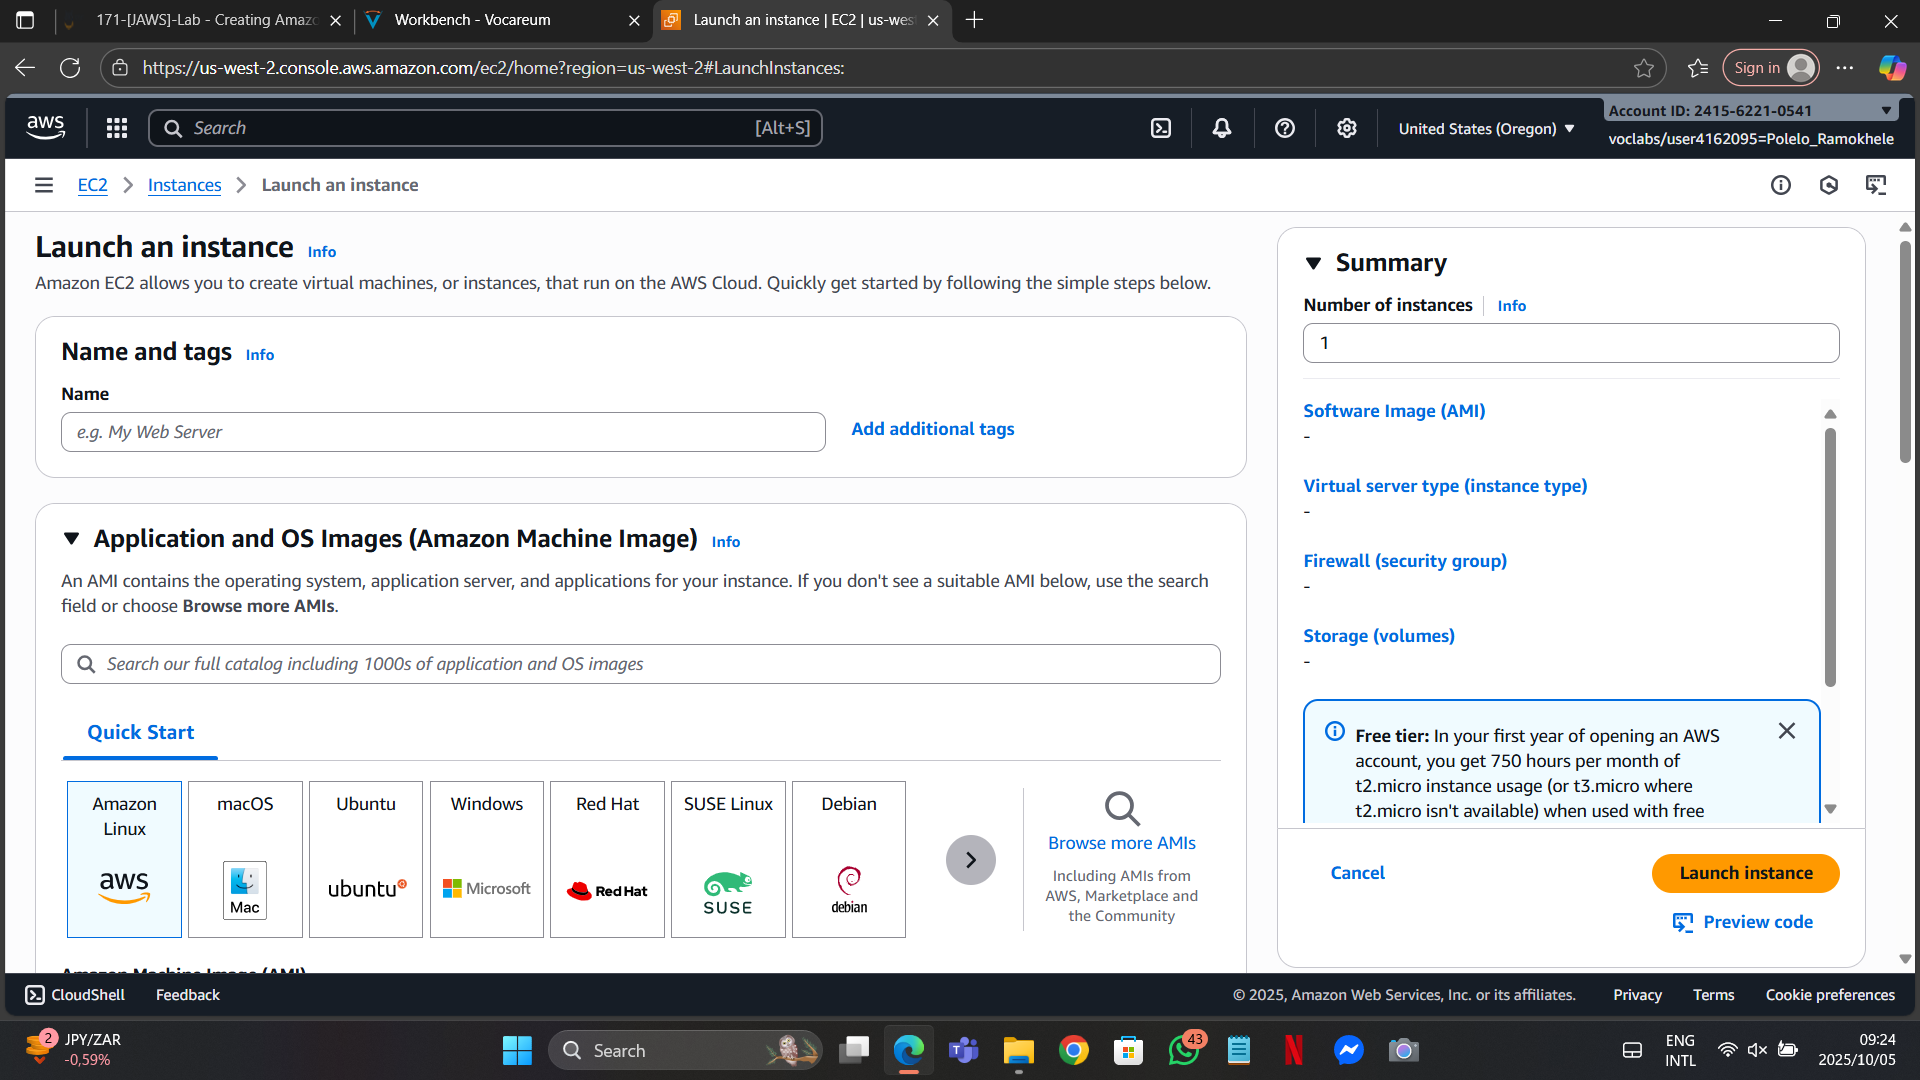 171-[JAWS]-Lab - Creating Amazo
Workbench - Vocareum
Launch an instance | EC2 | us-wes
https://us-west-2.console.aws.amazon.com/ec2/home?region=us-west-2#LaunchInstances:
Sign in
aws
Search
[Alt+S]
United States (Oregon)
Account ID: 2415-6221-0541
voclabs/user4162095=Polelo_Ramokhele
EC2
Instances
Launch an instance
Launch an instance Info
Amazon EC2 allows you to create virtual machines, or instances, that run on the AWS Cloud. Quickly get started by following the simple steps below.
Name and tags Info
Name
e.g. My Web Server
Add additional tags
Application and OS Images (Amazon Machine Image) Info
An AMI contains the operating system, application server, and applications for your instance. If you don't see a suitable AMI below, use the search
field or choose Browse more AMIs.
Search our full catalog including 1000s of application and OS images
Quick Start
Amazon
Linux
aws
macOS
Mac
Ubuntu
ubuntu
Windows
Microsoft
Red Hat
Red Hat
SUSE Linux
SUSE
Debian
debian
Browse more AMIs
Including AMIs from
AWS, Marketplace and
the Community
Amazon Machine Image (AMI)
Summary
Number of instances Info
1
Software Image (AMI)
-
Virtual server type (instance type)
-
Firewall (security group)
-
Storage (volumes)
-
Free tier: In your first year of opening an AWS
account, you get 750 hours per month of
t2.micro instance usage (or t3.micro where
t2.micro isn't available) when used with free
Cancel
Launch instance
Preview code
CloudShell
Feedback
© 2025, Amazon Web Services, Inc. or its affiliates.
Privacy
Terms
Cookie preferences
2
JPY/ZAR
-0,59%
Search
43
ENG
INTL
09:24
2025/10/05